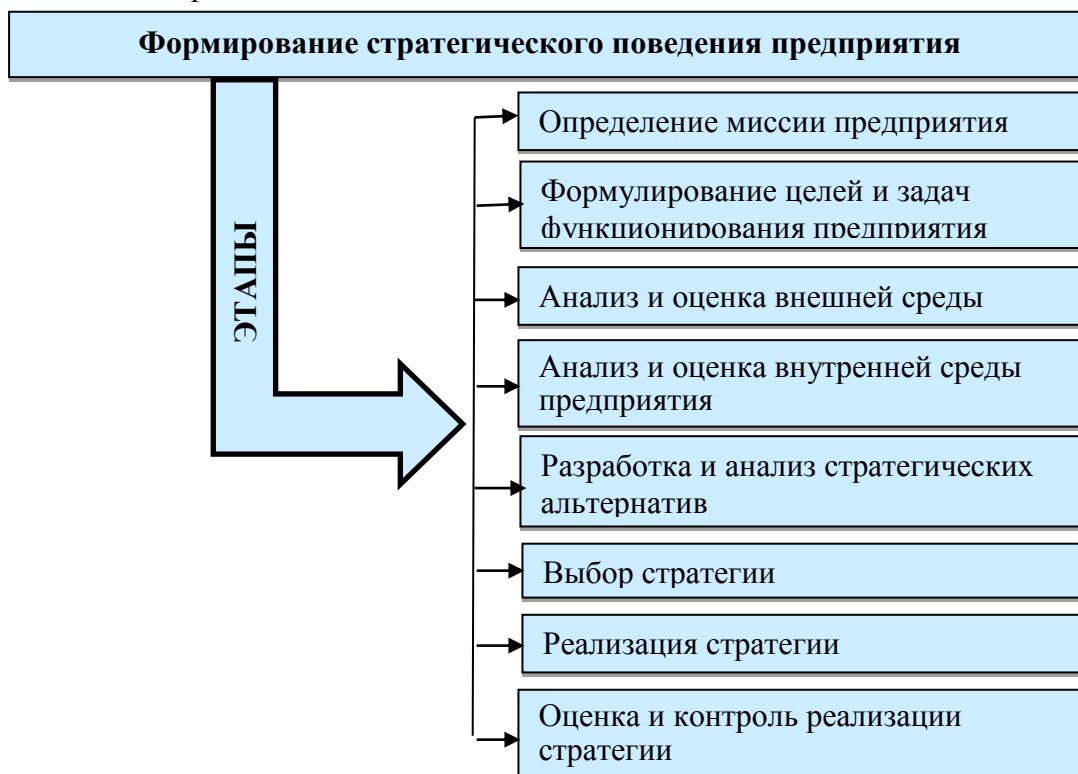 Формирование стратегического поведения предприятия
ЭТАПЫ
Определение миссии предприятия
Формулирование целей и задач
функционирования предприятия
Анализ и оценка внешней среды
Анализ и оценка внутренней среды
предприятия
Разработка и анализ стратегических
альтернатив
Выбор стратегии
Реализация стратегии
Оценка и контроль реализации
стратегии